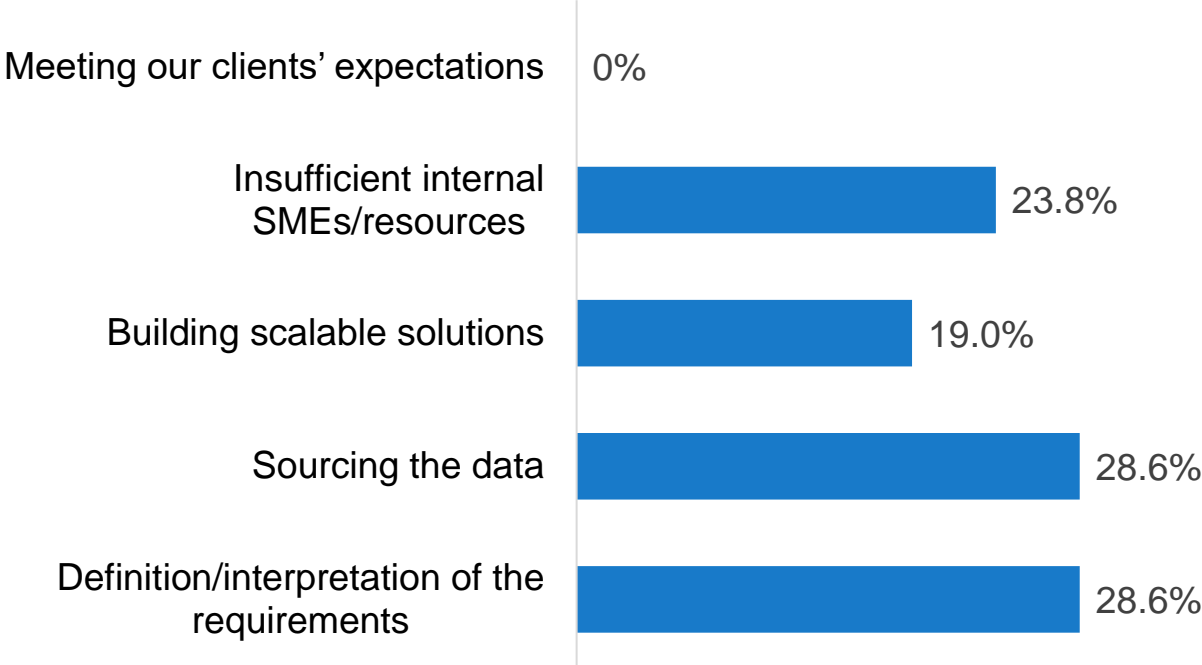 Meeting our clients’ expectations
0%
Insufficient internal
SMEs/resources
23.8%
Building scalable solutions
19.0%
Sourcing the data
28.6%
Definition/interpretation of the
requirements
28.6%